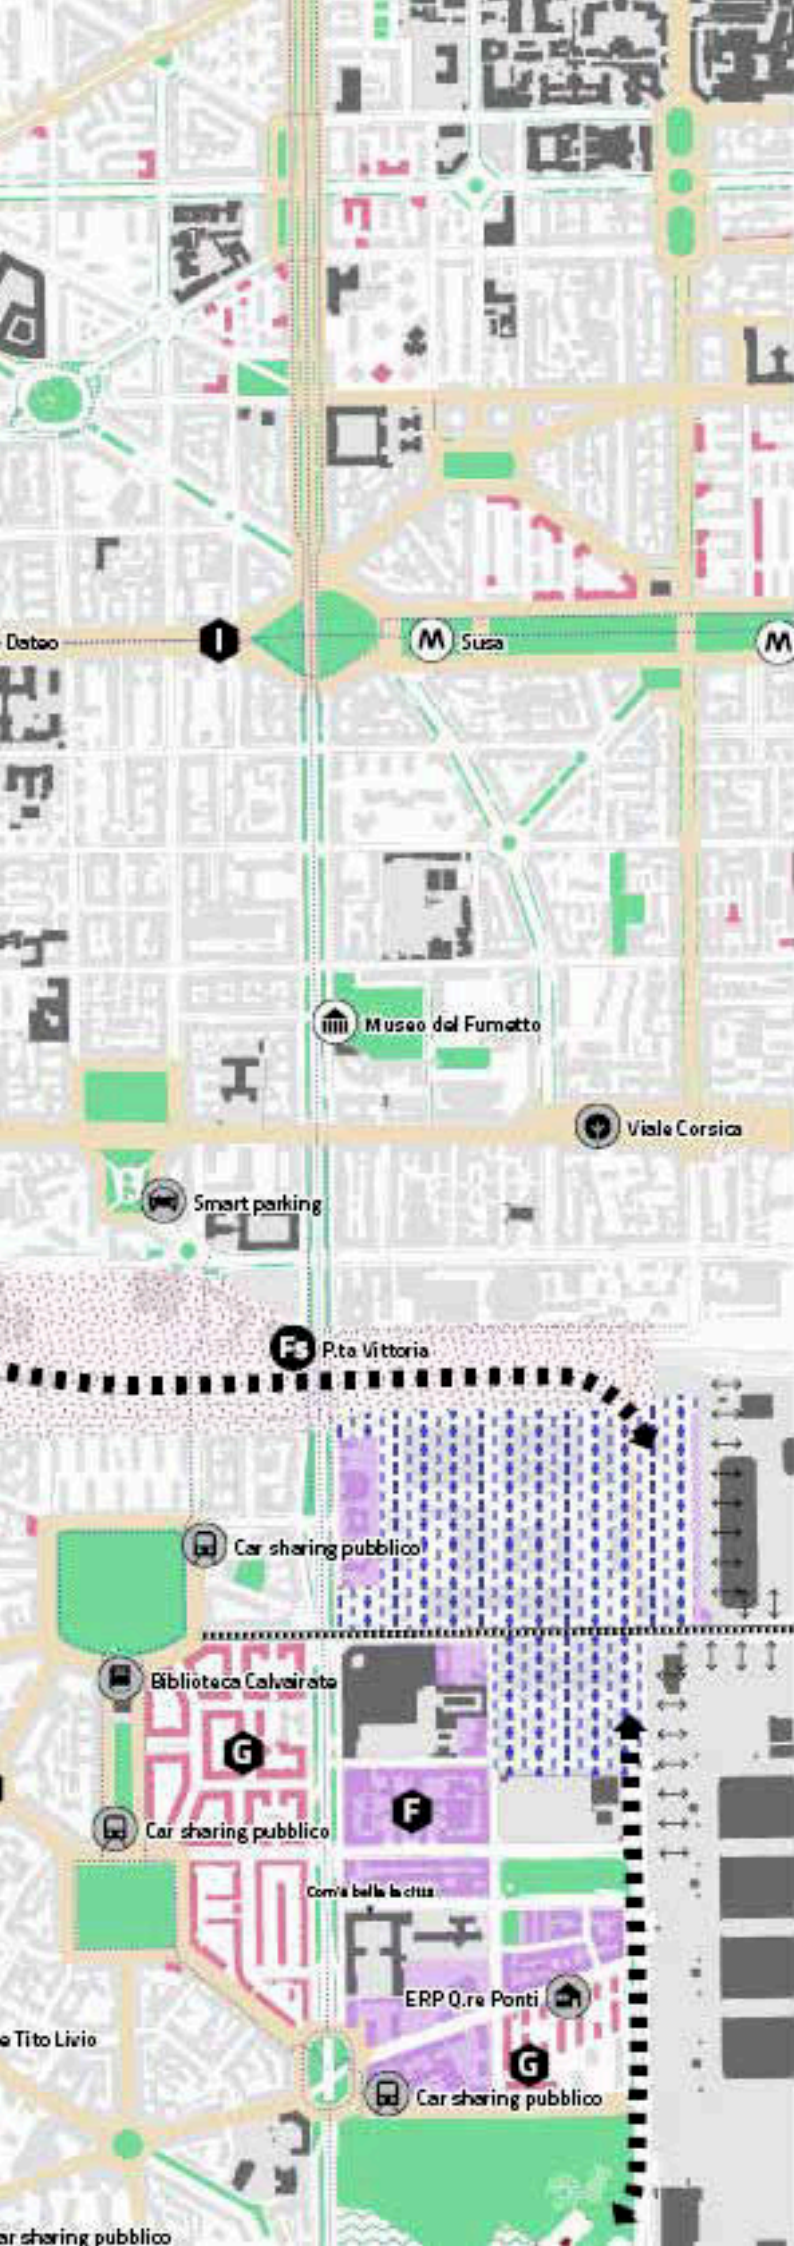 Dateo
I
M Susa
M
Museo del Fumetto
Viale Corsica
Smart parking
FS P.ta Vittoria
Car sharing pubblico
Biblioteca Calvairate
G
F
Car sharing pubblico
Com'è bella la città
ERP Q.re Ponti
e Tito Livio
G
Car sharing pubblico
ar sharing pubblico